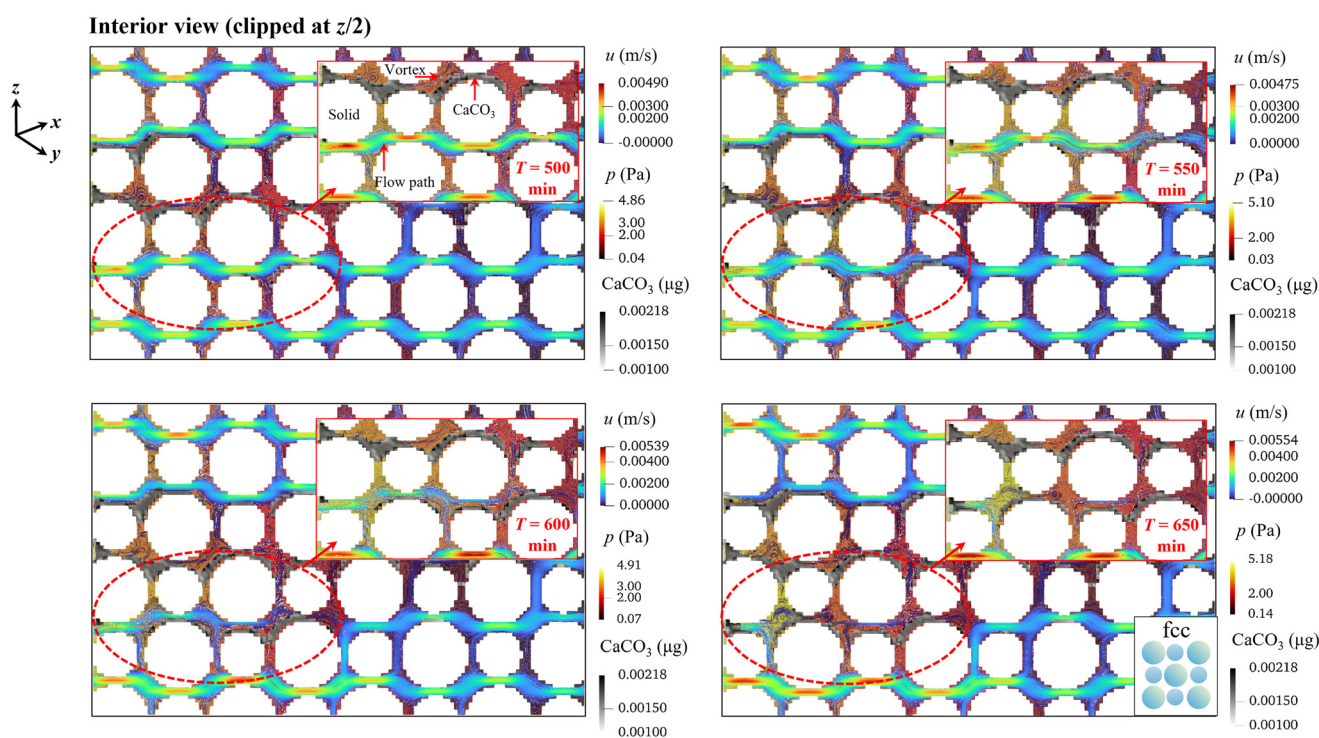 Interior view (clipped at z/2)
z
x
y
Vortex
CaCO₃
Solid
Flow path
T = 500
min
u (m/s)
0.00490
0.00300
0.00200
-0.00000
p (Pa)
4.86
3.00
2.00
0.04
CaCO₃ (μg)
0.00218
0.00150
0.00100
T = 550
min
u (m/s)
0.00475
0.00300
0.00200
0.00000
p (Pa)
5.10
2.00
0.03
CaCO₃ (μg)
0.00218
0.00150
0.00100
T = 600
min
u (m/s)
0.00539
0.00400
0.00200
0.00000
p (Pa)
4.91
3.00
2.00
0.07
CaCO₃ (μg)
0.00218
0.00150
0.00100
T = 650
min
u (m/s)
0.00554
0.00400
0.00200
-0.00000
p (Pa)
5.18
2.00
0.14
fcc
CaCO₃ (μg)
0.00218
0.00150
0.00100